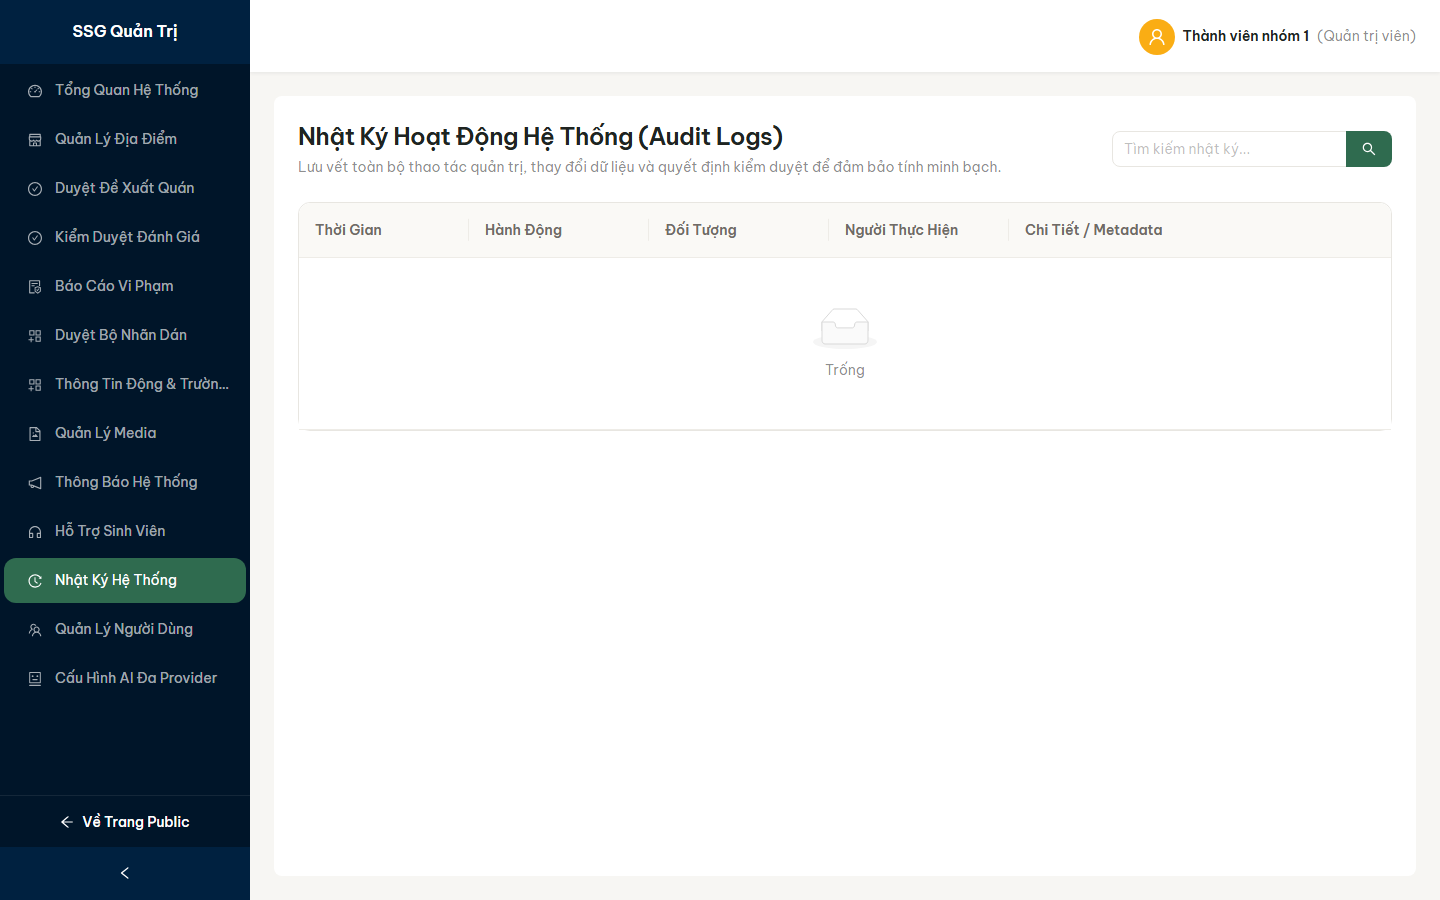 SSG Quản Trị
Thành viên nhóm 1 (Quản trị viên)
Tổng Quan Hệ Thống
Quản Lý Địa Điểm
Duyệt Đề Xuất Quán
Kiểm Duyệt Đánh Giá
Báo Cáo Vi Phạm
Duyệt Bộ Nhãn Dán
Thông Tin Động & Trườn...
Quản Lý Media
Thông Báo Hệ Thống
Hỗ Trợ Sinh Viên
Nhật Ký Hệ Thống
Quản Lý Người Dùng
Cấu Hình AI Đa Provider
Về Trang Public
Nhật Ký Hoạt Động Hệ Thống (Audit Logs)
Lưu vết toàn bộ thao tác quản trị, thay đổi dữ liệu và quyết định kiểm duyệt để đảm bảo tính minh bạch.
Tìm kiếm nhật ký...
Thời Gian Hành Động Đối Tượng Người Thực Hiện Chi Tiết / Metadata
Trống